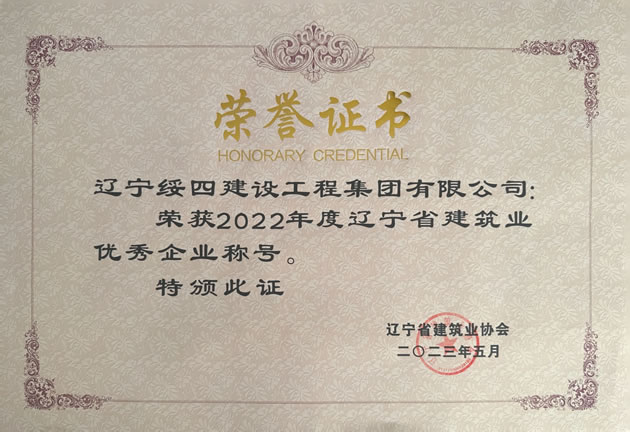 荣誉证书
HONORARY CREDENTIAL
辽宁绥四建设工程集团有限公司:
荣获2022年度辽宁省建筑业
优秀企业称号。
特颁此证
辽宁省建筑业协会
二〇二三年五月